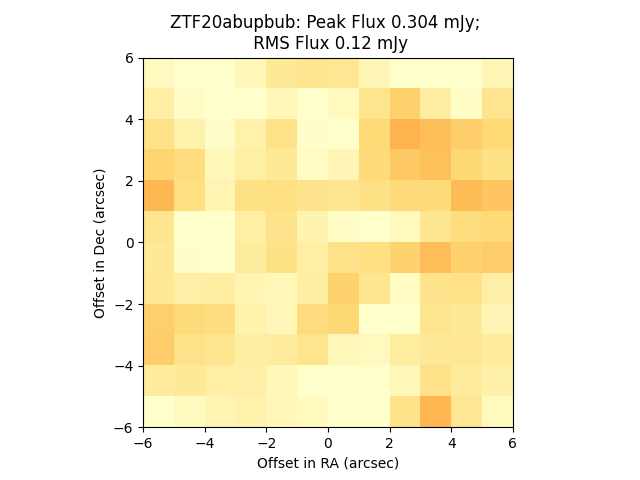 ZTF20abupbub: Peak Flux 0.304 mJy;
RMS Flux 0.12 mJy
6
4
2
0
−2
−4
−6
Offset in Dec (arcsec)
−6 −4 −2 0 2 4 6
Offset in RA (arcsec)